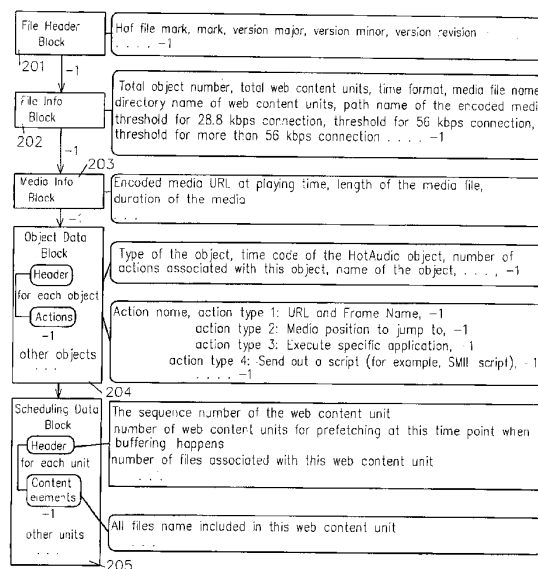 File Header
Block
201
Haf file mark, mark, version major, version minor, version revision
. . . . -1
-1
File Info
Block
202
Total object number, total web content units, time format, media file name
directory name of web content units, path name of the encoded medi
threshold for 28.8 kbps connection, threshold for 56 kbps connection,
threshold for more than 56 kbps connection . . . . -1
-1
203
Media Info
Block
Encoded media URL at playing time, length of the media file,
duration of the media
. . .
-1
Object Data
Block
Header
for each object
Actions
-1
other objects
. . .
204
Type of the object, time code of the HotAudio object, number of
actions associated with this object, name of the object, . . . , -1
Action name, action type 1: URL and Frame Name, -1
action type 2: Media position to jump to, -1
action type 3: Execute specific application, -1
action type 4: Send out a script (for example, SMIL script), -1
. . . . -1
Scheduling Data
Block
Header
for each unit
Content
elements
-1
other units
. . .
205
The sequence number of the web content unit
number of web content units for prefetching at this time point when
buffering happens
number of files associated with this web content unit
. . .
All files name included in this web content unit
. . .